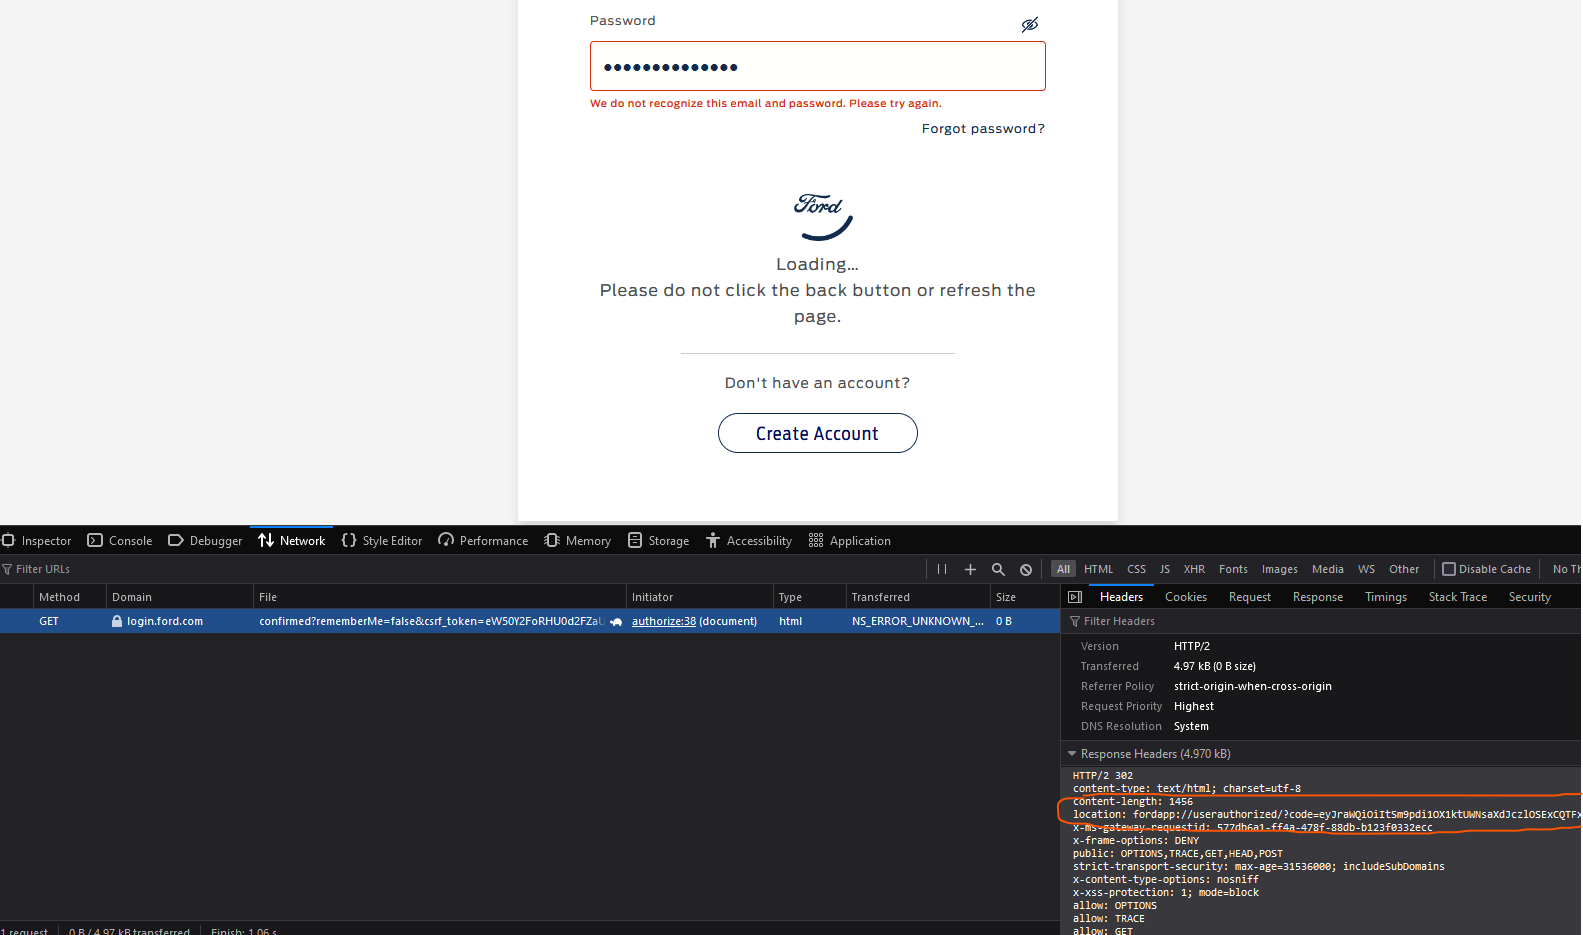 Password
●●●●●●●●●●●●●●
We do not recognize this email and password. Please try again.
Forgot password?
Ford
Loading...
Please do not click the back button or refresh the
page.
Don't have an account?
Create Account
Inspector Console Debugger Network Style Editor Performance Memory Storage Accessibility Application
Filter URLs
All HTML CSS JS XHR Fonts Images Media WS Other Disable Cache No Th
Method Domain File Initiator Type Transferred Size
GET login.ford.com confirmed?rememberMe=false&csrf_token=eW50Y2FoRHU0d2FZaU authorize:38 (document) html NS_ERROR_UNKNOWN_... 0 B
Headers Cookies Request Response Timings Stack Trace Security
Filter Headers
Version HTTP/2
Transferred 4.97 kB (0 B size)
Referrer Policy strict-origin-when-cross-origin
Request Priority Highest
DNS Resolution System
Response Headers (4.970 kB)
HTTP/2 302
content-type: text/html; charset=utf-8
content-length: 1456
location: fordapp://userauthorized/?code=eyJraWQiOiItSm9pdi1OX1ktUWNsaXdJczlOSExCQTFx
x-ms-gateway-requestid: 577db6a1-ff4a-478f-88db-b123f0332ecc
x-frame-options: DENY
public: OPTIONS,TRACE,GET,HEAD,POST
strict-transport-security: max-age=31536000; includeSubDomains
x-content-type-options: nosniff
x-xss-protection: 1; mode=block
allow: OPTIONS
allow: TRACE
allow: GET
1 request 0 B / 4.97 kB transferred Finish: 1.06 s